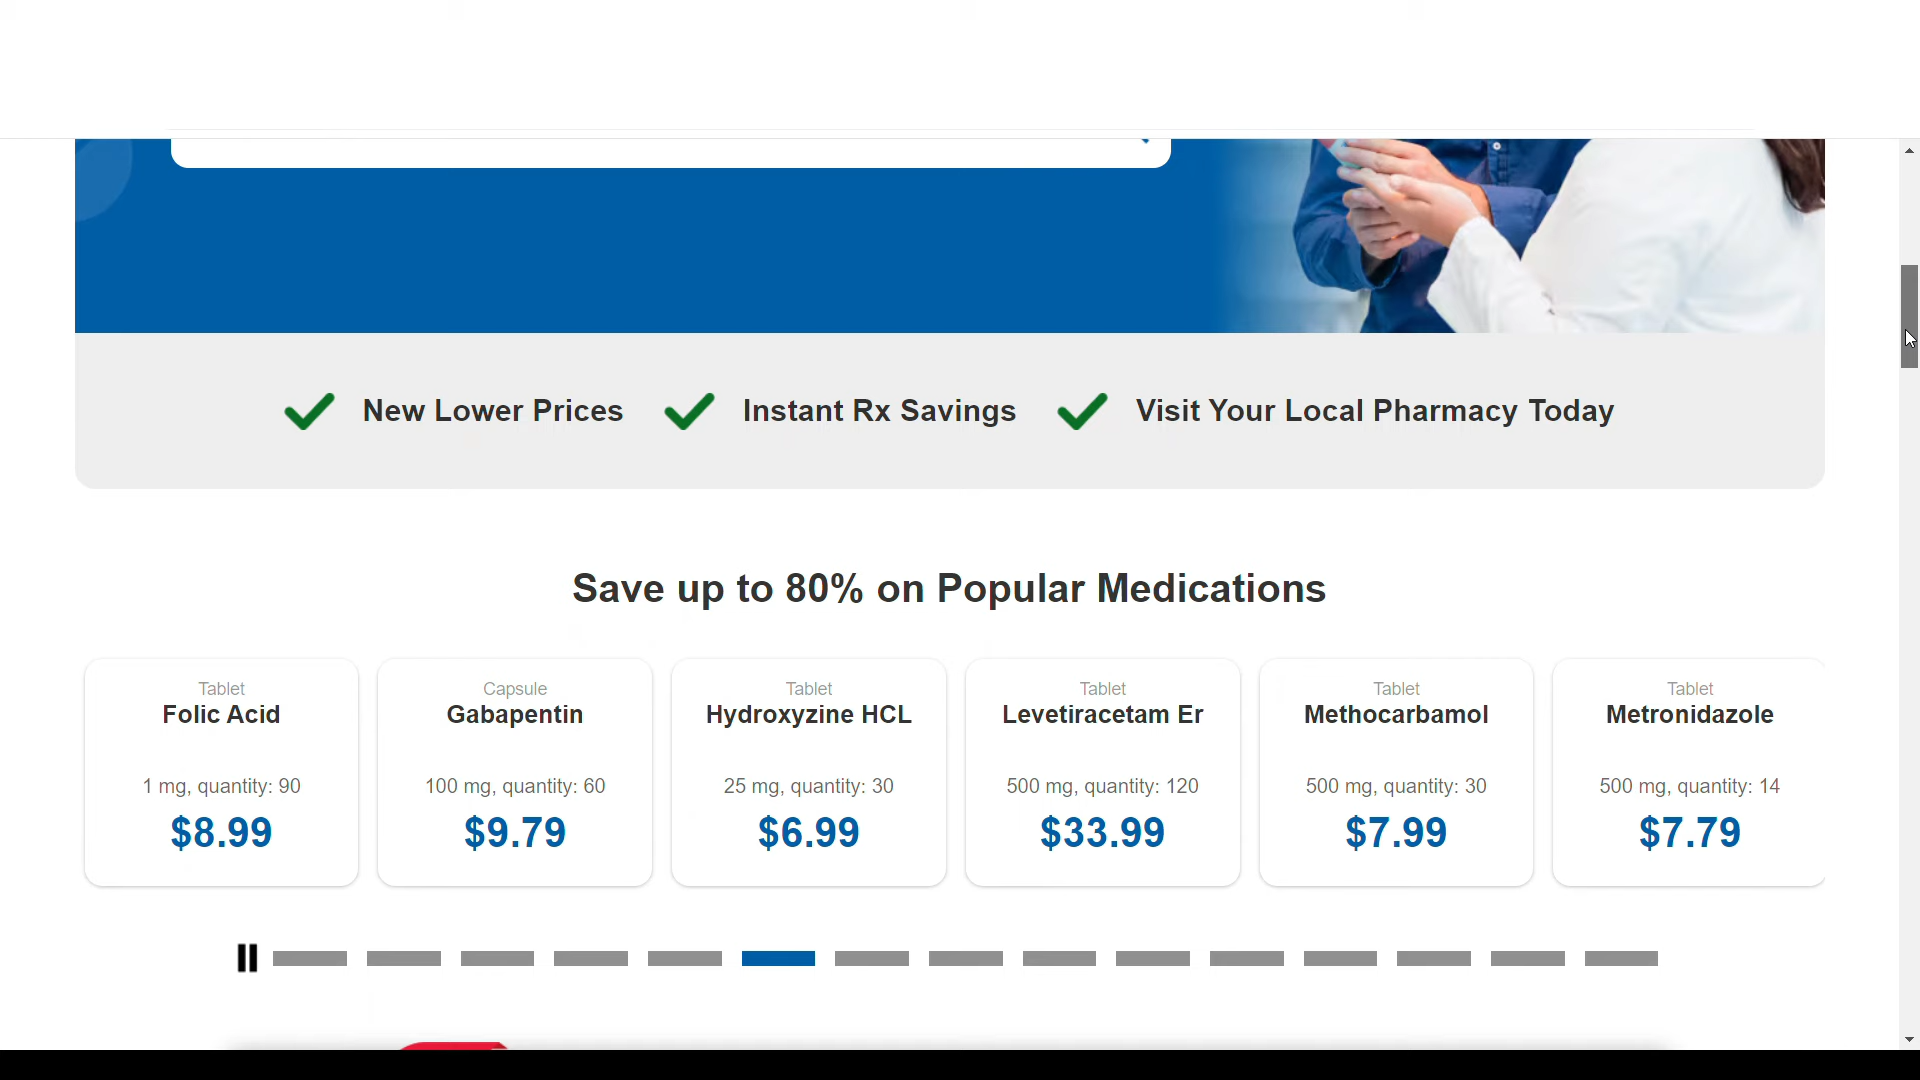 New Lower Prices
Instant Rx Savings
Visit Your Local Pharmacy Today
Save up to 80% on Popular Medications
Tablet
Folic Acid
1 mg, quantity: 90
$8.99
Capsule
Gabapentin
100 mg, quantity: 60
$9.79
Tablet
Hydroxyzine HCL
25 mg, quantity: 30
$6.99
Tablet
Levetiracetam Er
500 mg, quantity: 120
$33.99
Tablet
Methocarbamol
500 mg, quantity: 30
$7.99
Tablet
Metronidazole
500 mg, quantity: 14
$7.79